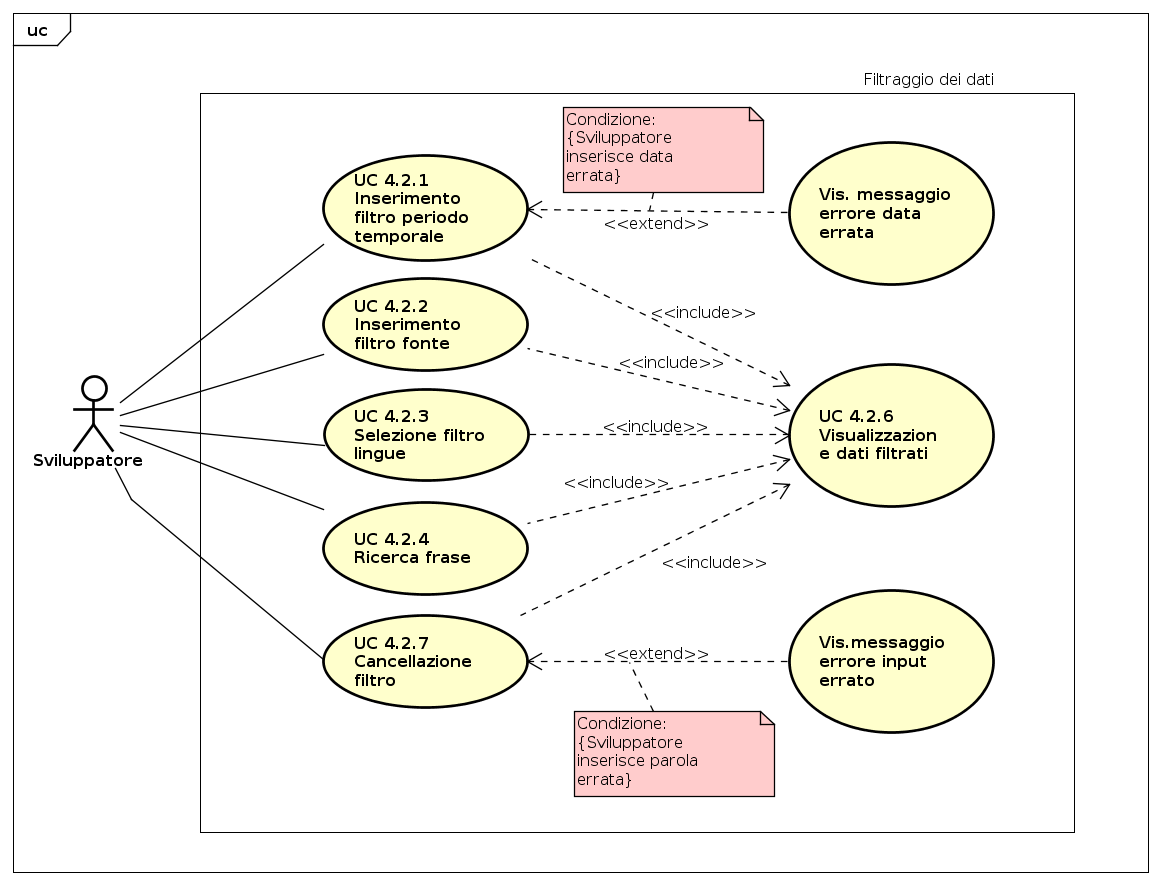 uc
Filtraggio dei dati
Condizione:
{Sviluppatore
inserisce data
errata}
UC 4.2.1
Inserimento
filtro periodo
temporale
Vis. messaggio
errore data
errata
<<extend>>
UC 4.2.2
Inserimento
filtro fonte
<<include>>
<<include>>
UC 4.2.3
Selezione filtro
lingue
<<include>>
UC 4.2.6
Visualizzazion
e dati filtrati
Sviluppatore
<<include>>
UC 4.2.4
Ricerca frase
<<include>>
UC 4.2.7
Cancellazione
filtro
<<extend>>
Vis.messaggio
errore input
errato
Condizione:
{Sviluppatore
inserisce parola
errata}